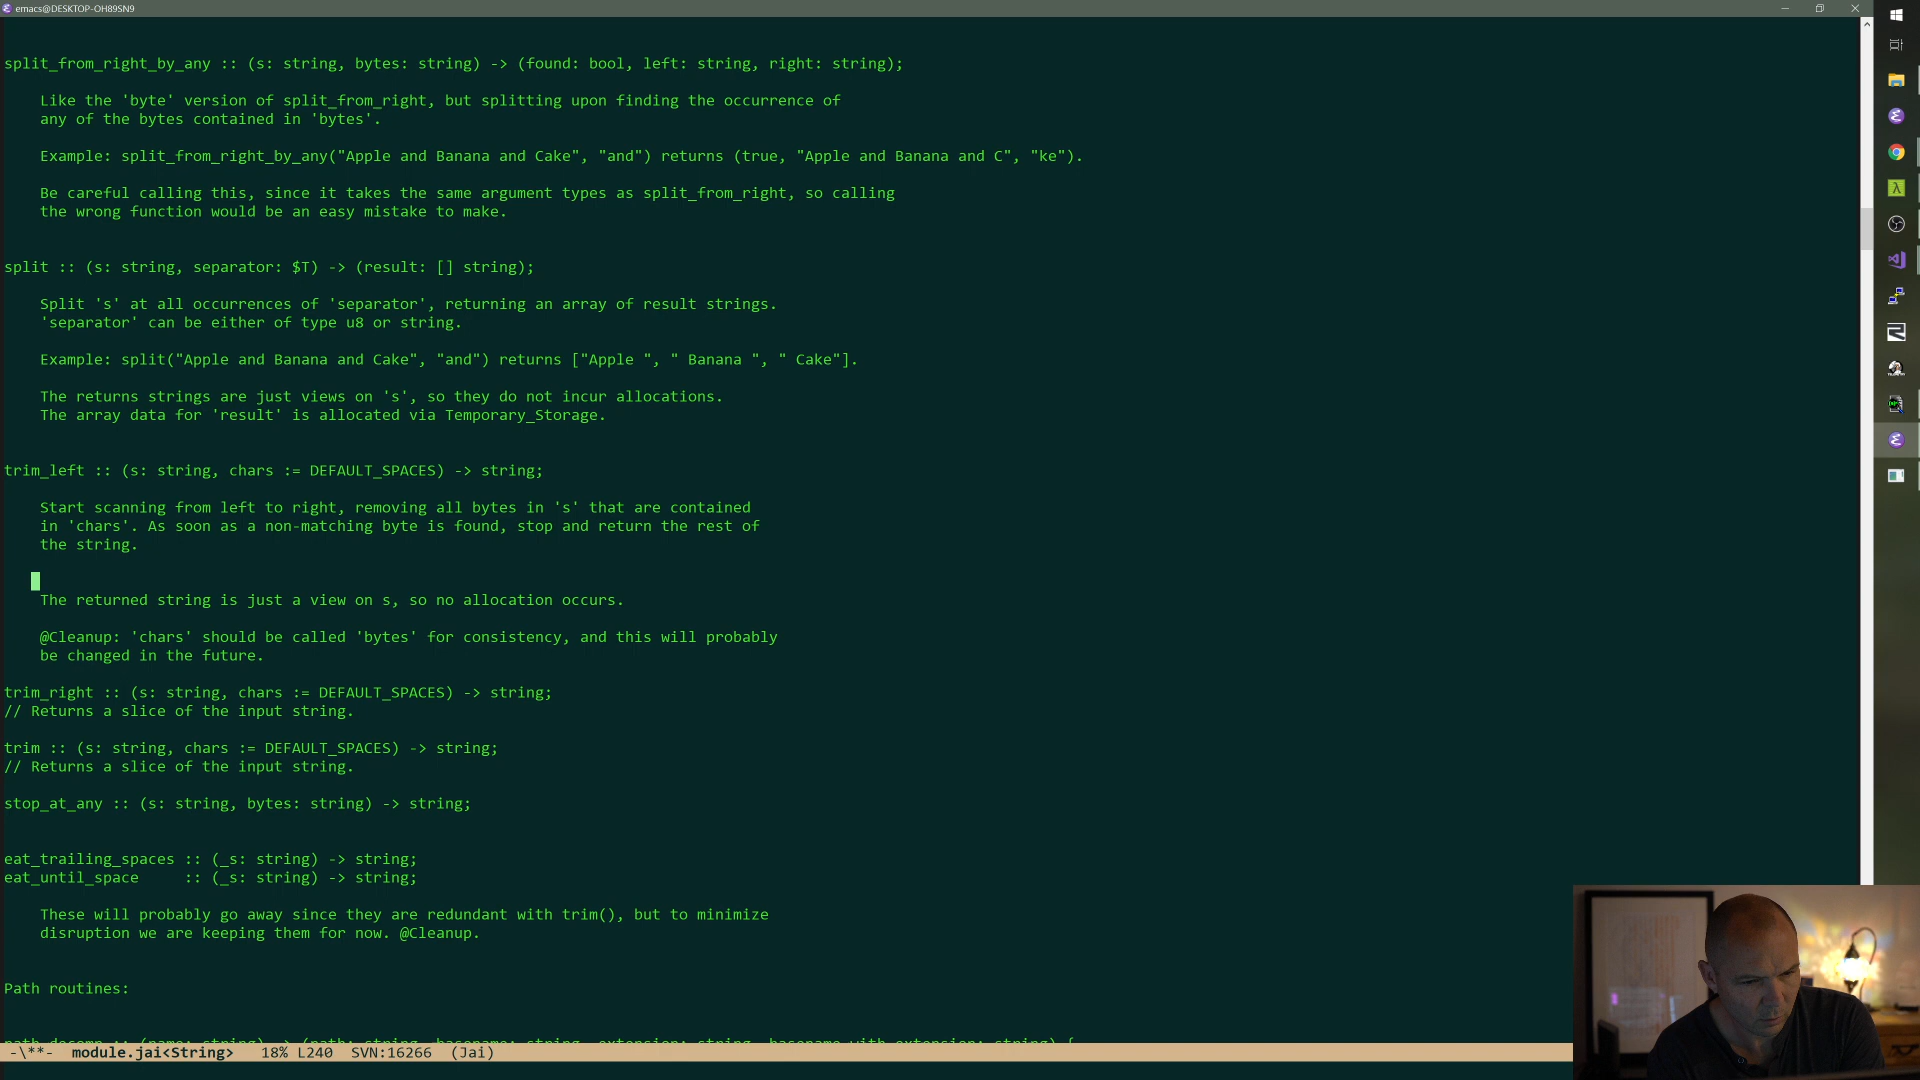 emacs@DESKTOP-OH89SN9
split_from_right_by_any :: (s: string, bytes: string) -> (found: bool, left: string, right: string);
Like the 'byte' version of split_from_right, but splitting upon finding the occurrence of
any of the bytes contained in 'bytes'.
Example: split_from_right_by_any("Apple and Banana and Cake", "and") returns (true, "Apple and Banana and C", "ke").
Be careful calling this, since it takes the same argument types as split_from_right, so calling
the wrong function would be an easy mistake to make.
split :: (s: string, separator: $T) -> (result: [] string);
Split 's' at all occurrences of 'separator', returning an array of result strings.
'separator' can be either of type u8 or string.
Example: split("Apple and Banana and Cake", "and") returns ["Apple ", " Banana ", " Cake"].
The returns strings are just views on 's', so they do not incur allocations.
The array data for 'result' is allocated via Temporary_Storage.
trim_left :: (s: string, chars := DEFAULT_SPACES) -> string;
Start scanning from left to right, removing all bytes in 's' that are contained
in 'chars'. As soon as a non-matching byte is found, stop and return the rest of
the string.
The returned string is just a view on s, so no allocation occurs.
@Cleanup: 'chars' should be called 'bytes' for consistency, and this will probably
be changed in the future.
trim_right :: (s: string, chars := DEFAULT_SPACES) -> string;
// Returns a slice of the input string.
trim :: (s: string, chars := DEFAULT_SPACES) -> string;
// Returns a slice of the input string.
stop_at_any :: (s: string, bytes: string) -> string;
eat_trailing_spaces :: (_s: string) -> string;
eat_until_space     :: (_s: string) -> string;
These will probably go away since they are redundant with trim(), but to minimize
disruption we are keeping them for now. @Cleanup.
Path routines:
path_decomp :: (name: string) -> (path: string, basename: string, extension: string, basename_with_extension: string) {
-\**-  module.jai<String>   18% L240  SVN:16266  (Jai)